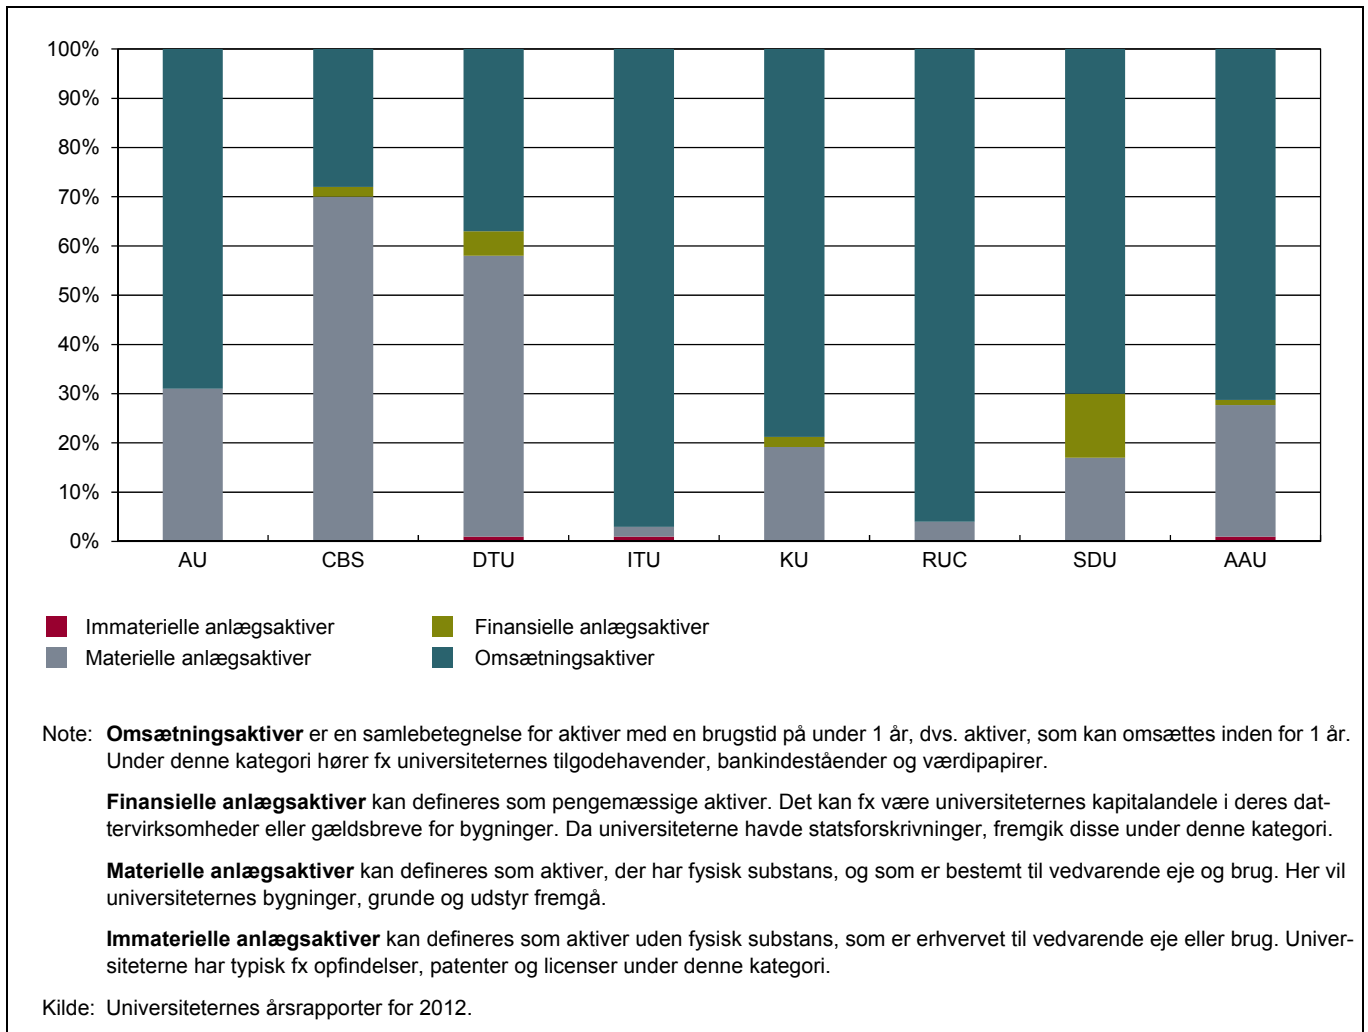 100%
90%
80%
70%
60%
50%
40%
30%
20%
10%
0%
AU CBS DTU ITU KU RUC SDU AAU
Immaterielle anlægsaktiver Finansielle anlægsaktiver
Materielle anlægsaktiver Omsætningsaktiver
Note: Omsætningsaktiver er en samlebetegnelse for aktiver med en brugstid på under 1 år, dvs. aktiver, som kan omsættes inden for 1 år.
Under denne kategori hører fx universiteternes tilgodehavender, bankindeståender og værdipapirer.
Finansielle anlægsaktiver kan defineres som pengemæssige aktiver. Det kan fx være universiteternes kapitalandele i deres dat-
tervirksomheder eller gældsbreve for bygninger. Da universiteterne havde statsforskrivninger, fremgik disse under denne kategori.
Materielle anlægsaktiver kan defineres som aktiver, der har fysisk substans, og som er bestemt til vedvarende eje og brug. Her vil
universiteternes bygninger, grunde og udstyr fremgå.
Immaterielle anlægsaktiver kan defineres som aktiver uden fysisk substans, som er erhvervet til vedvarende eje eller brug. Univer-
siteterne har typisk fx opfindelser, patenter og licenser under denne kategori.
Kilde: Universiteternes årsrapporter for 2012.